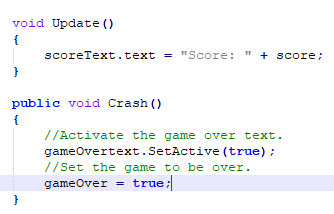 void Update()
{
scoreText.text = "Score: " + score;
}
public void Crash()
{
//Activate the game over text.
gameOvertext.SetActive(true);
//Set the game to be over.
gameOver = true;
}